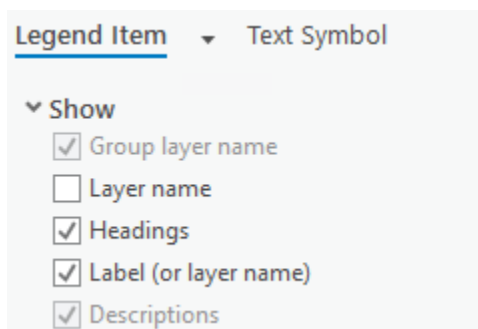 Legend Item Text Symbol
Show
Group layer name
Layer name
Headings
Label (or layer name)
Descriptions